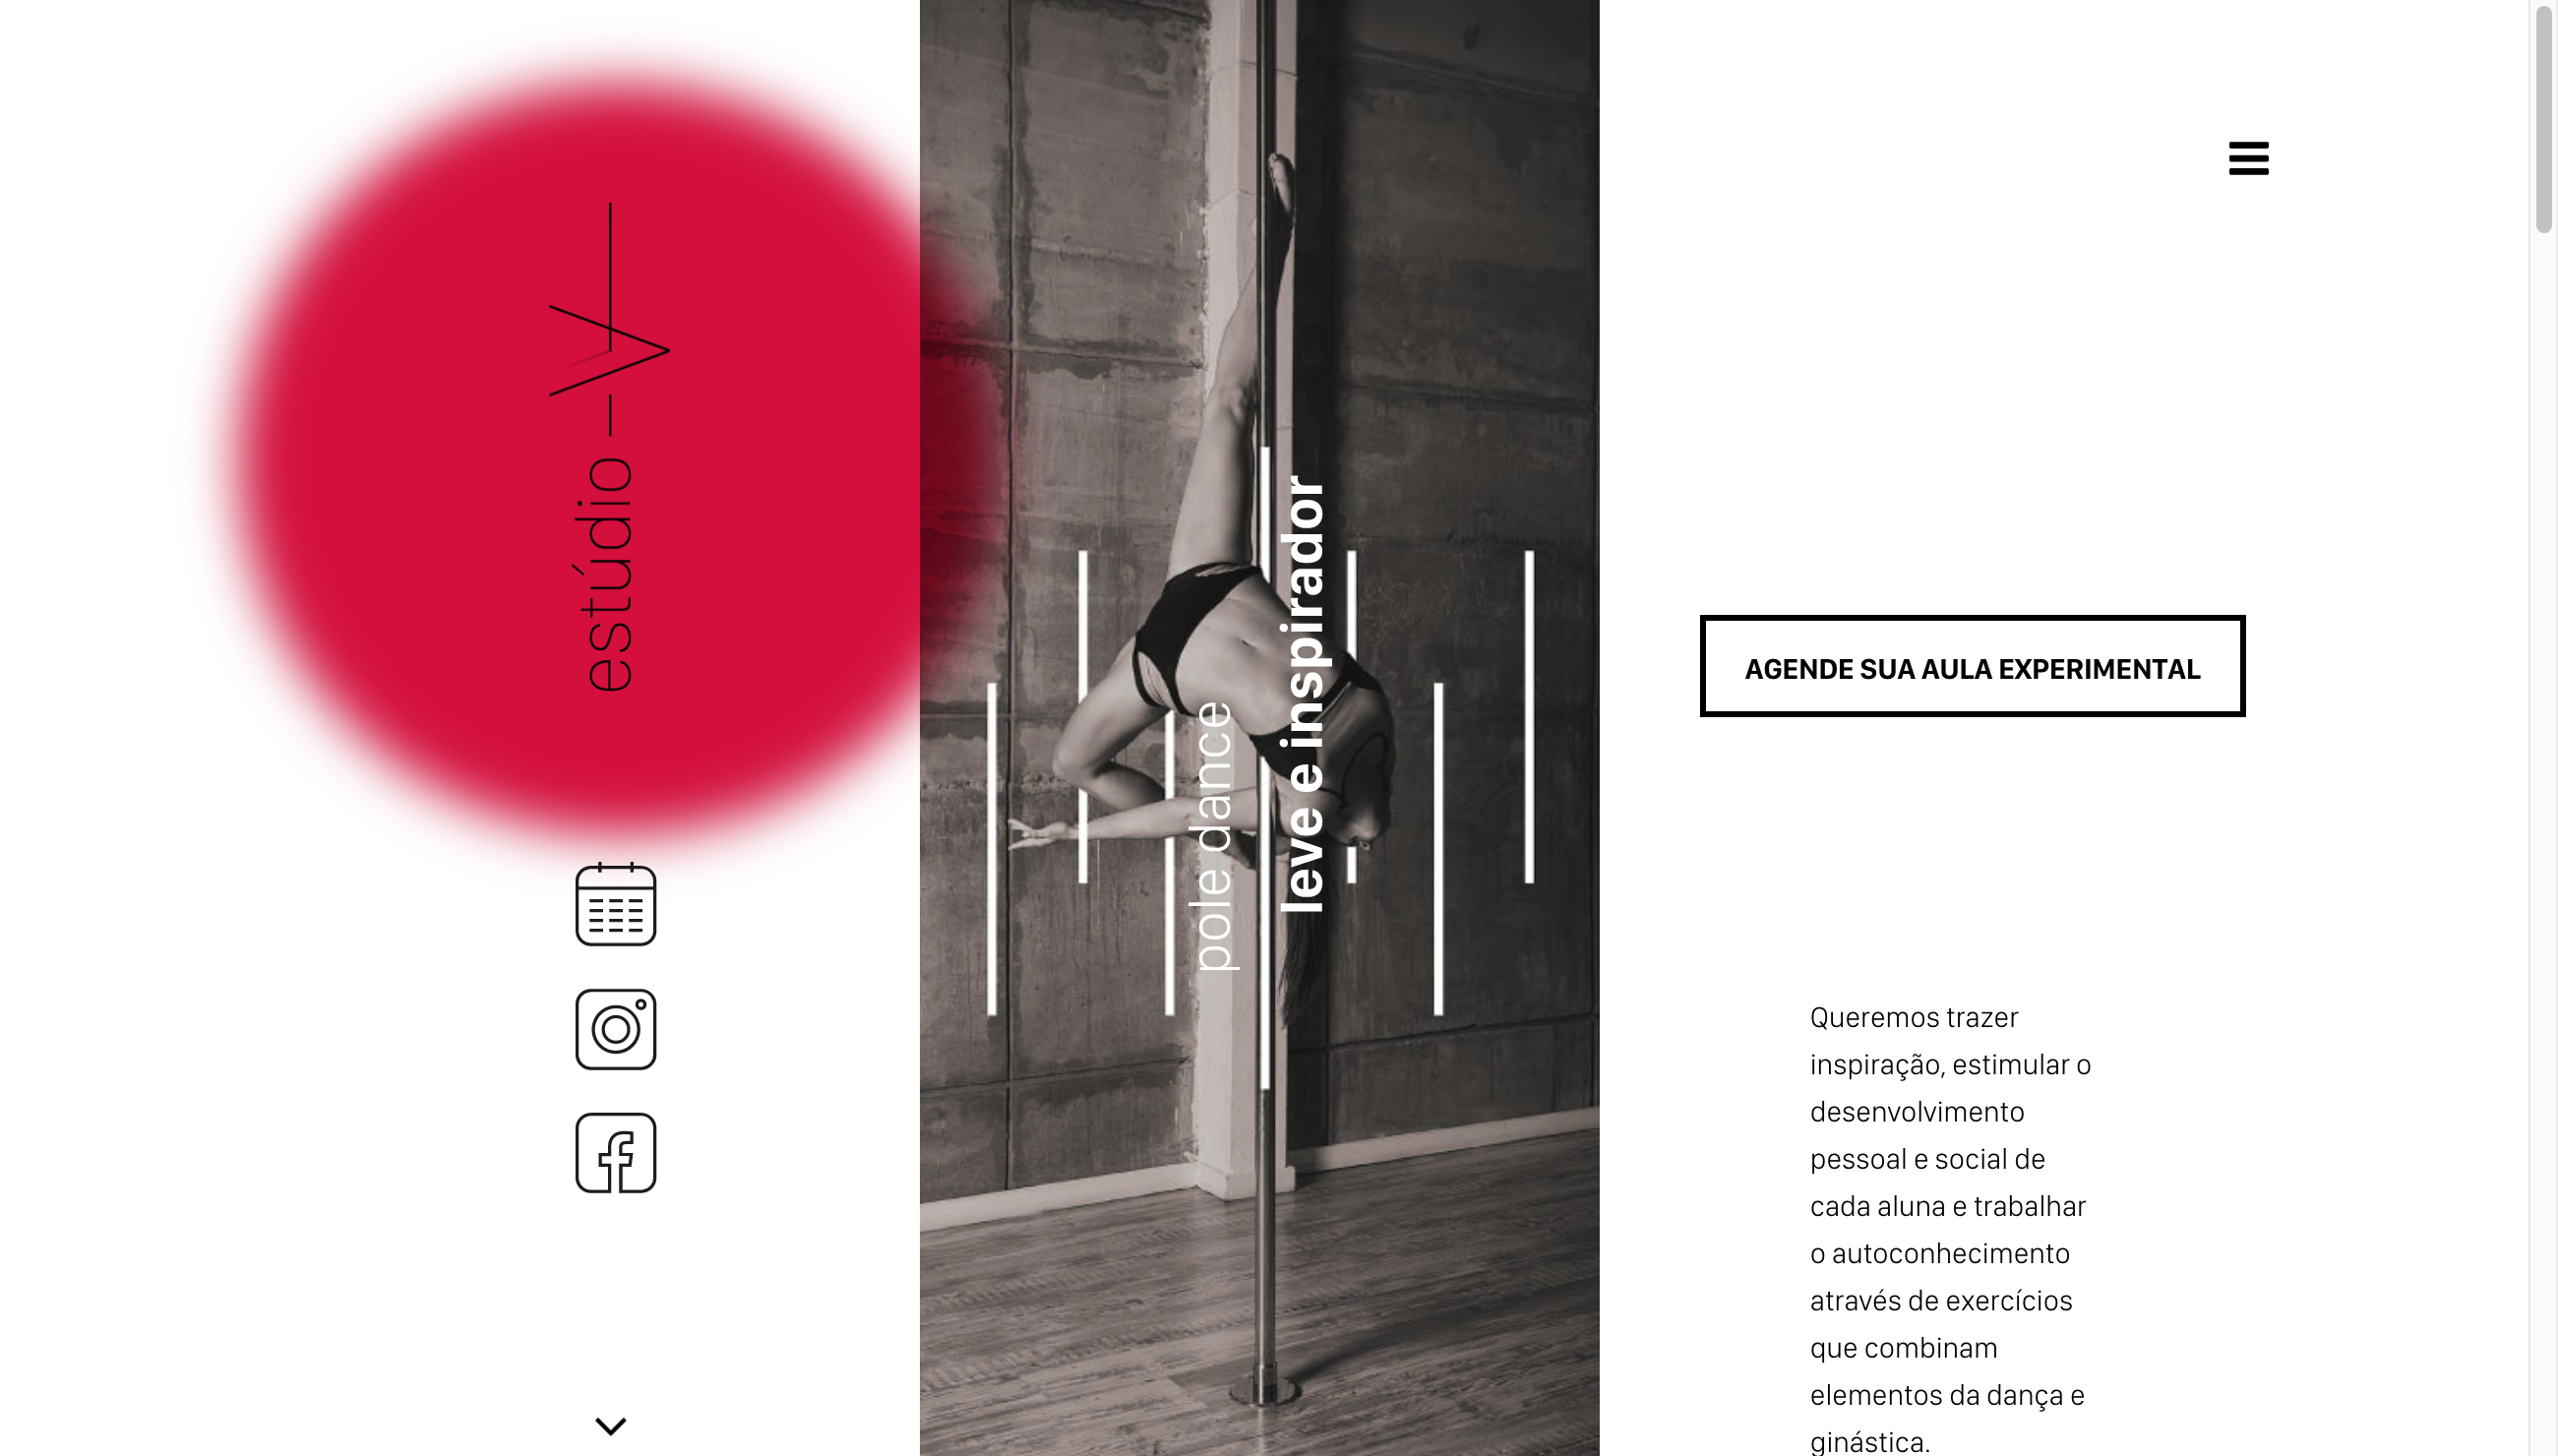 estúdio
pole dance
leve e inspirador
AGENDE SUA AULA EXPERIMENTAL
Queremos trazer
inspiração, estimular o
desenvolvimento
pessoal e social de
cada aluna e trabalhar
o autoconhecimento
através de exercícios
que combinam
elementos da dança e
ginástica.